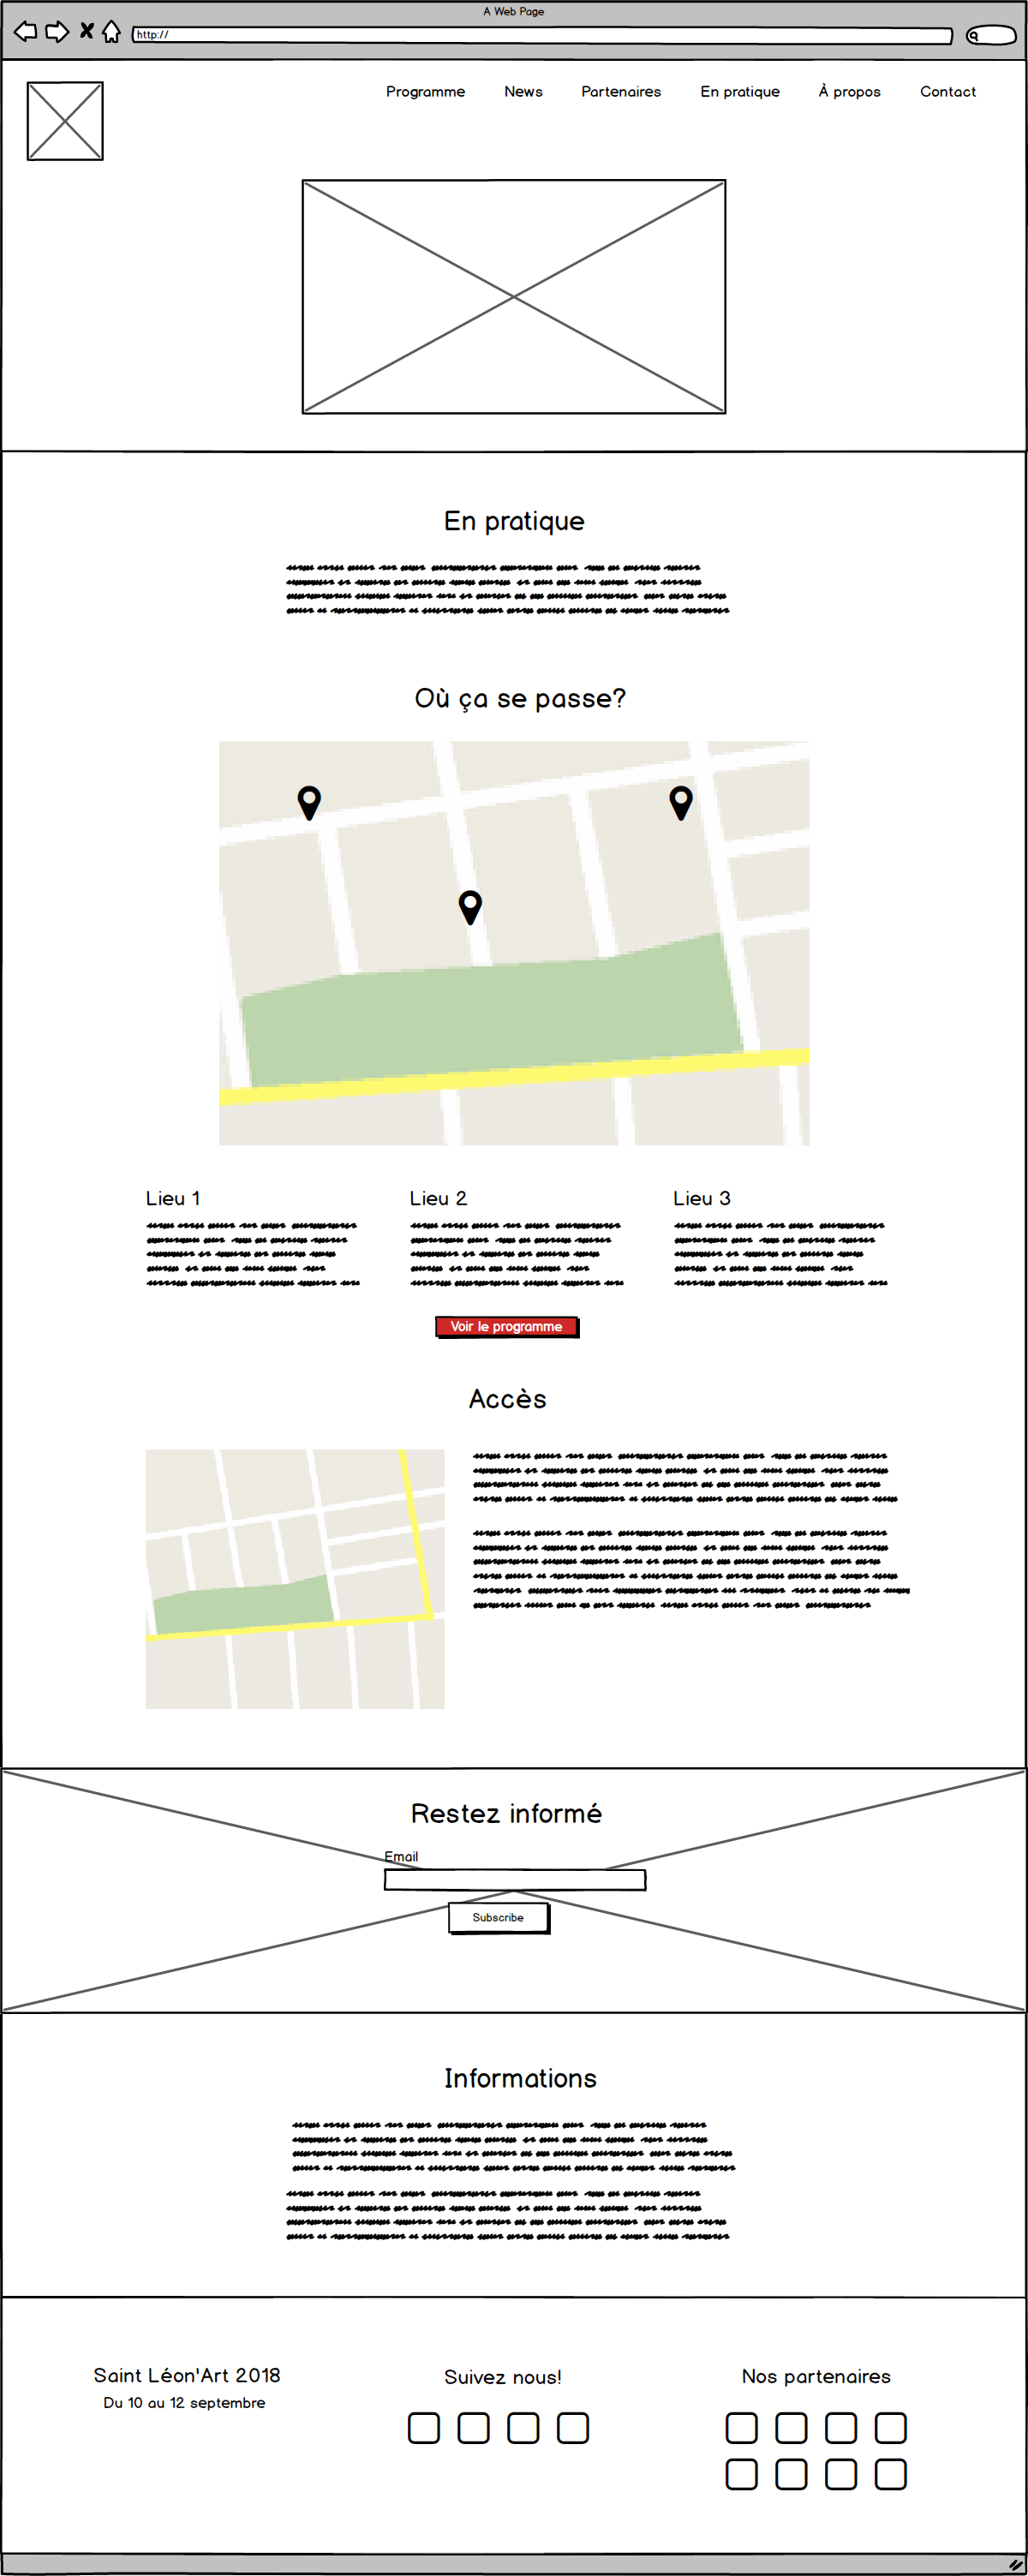 A Web Page
http://
Programme News Partenaires En pratique À propos Contact
En pratique
Où ça se passe?
Lieu 1 Lieu 2 Lieu 3
Voir le programme
Accès
Restez informé
Email
Subscribe
Informations
Saint Léon'Art 2018 Suivez nous! Nos partenaires
Du 10 au 12 septembre